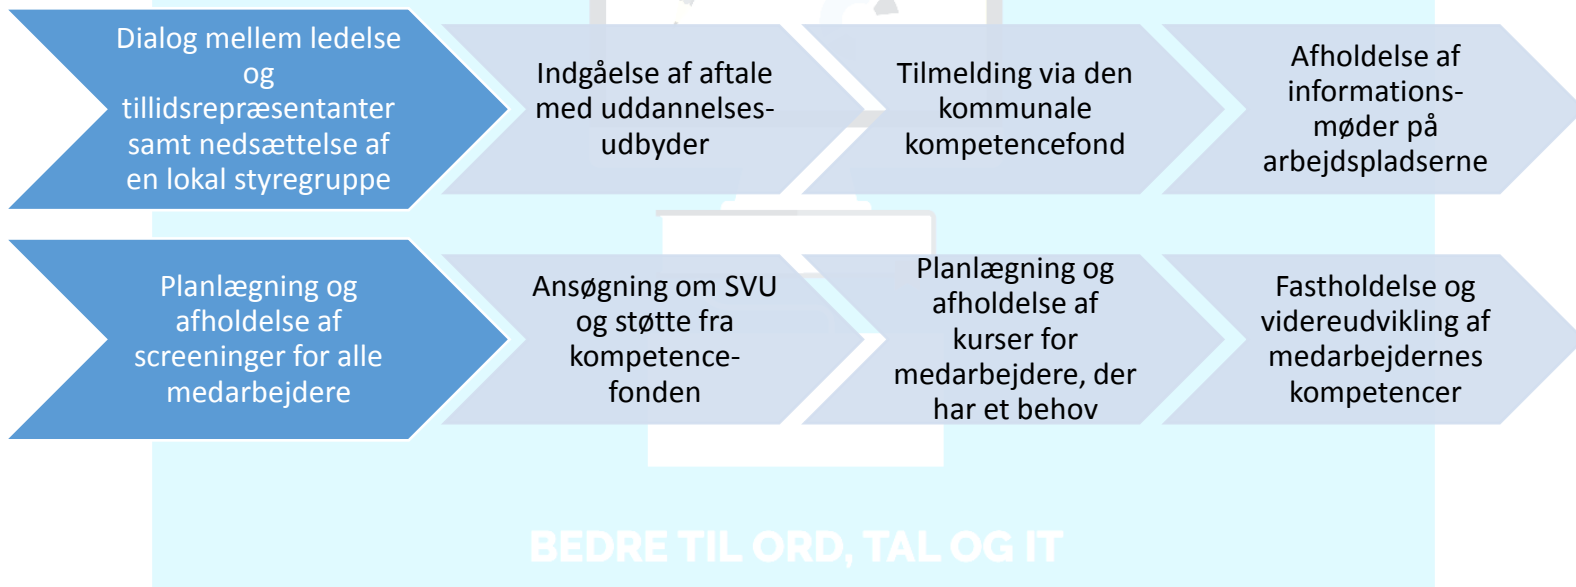 Dialog mellem ledelse
og
tillidsrepræsentanter
samt nedsættelse af
en lokal styregruppe
Indgåelse af aftale
med uddannelses-
udbyder
Tilmelding via den
kommunale
kompetencefond
Afholdelse af
informations-
møder på
arbejdspladserne
Planlægning og
afholdelse af
screeninger for alle
medarbejdere
Ansøgning om SVU
og støtte fra
kompetence-
fonden
Planlægning og
afholdelse af
kurser for
medarbejdere, der
har et behov
Fastholdelse og
videreudvikling af
medarbejdernes
kompetencer
BEDRE TIL ORD, TAL OG IT